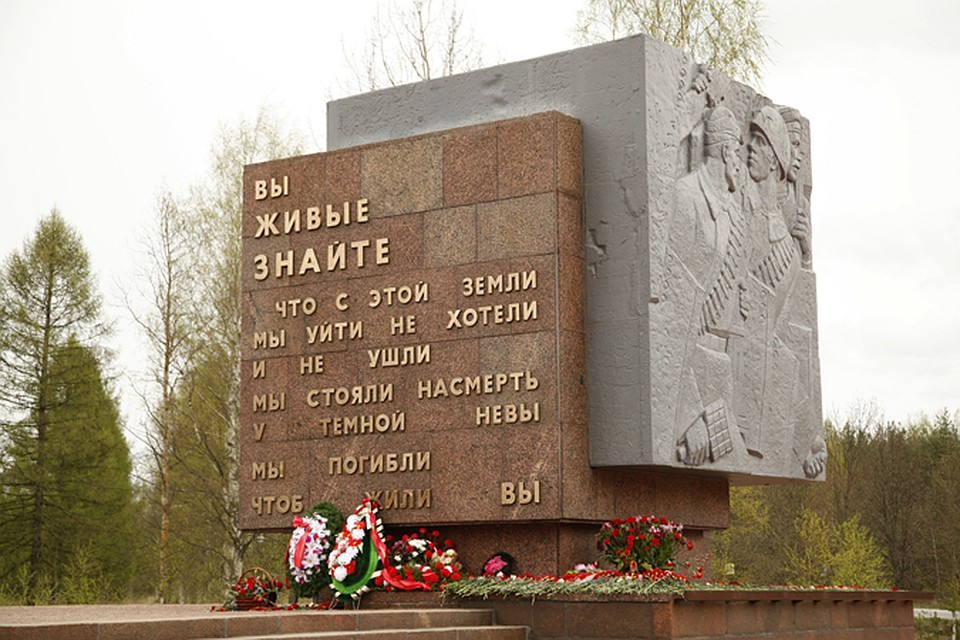 ВЫ
ЖИВЫЕ
ЗНАЙТЕ
ЧТО С ЭТОЙ ЗЕМЛИ
МЫ УЙТИ НЕ ХОТЕЛИ
И НЕ УШЛИ
МЫ СТОЯЛИ НАСМЕРТЬ
У ТЕМНОЙ НЕВЫ
МЫ ПОГИБЛИ
ЧТОБ ЖИЛИ ВЫ